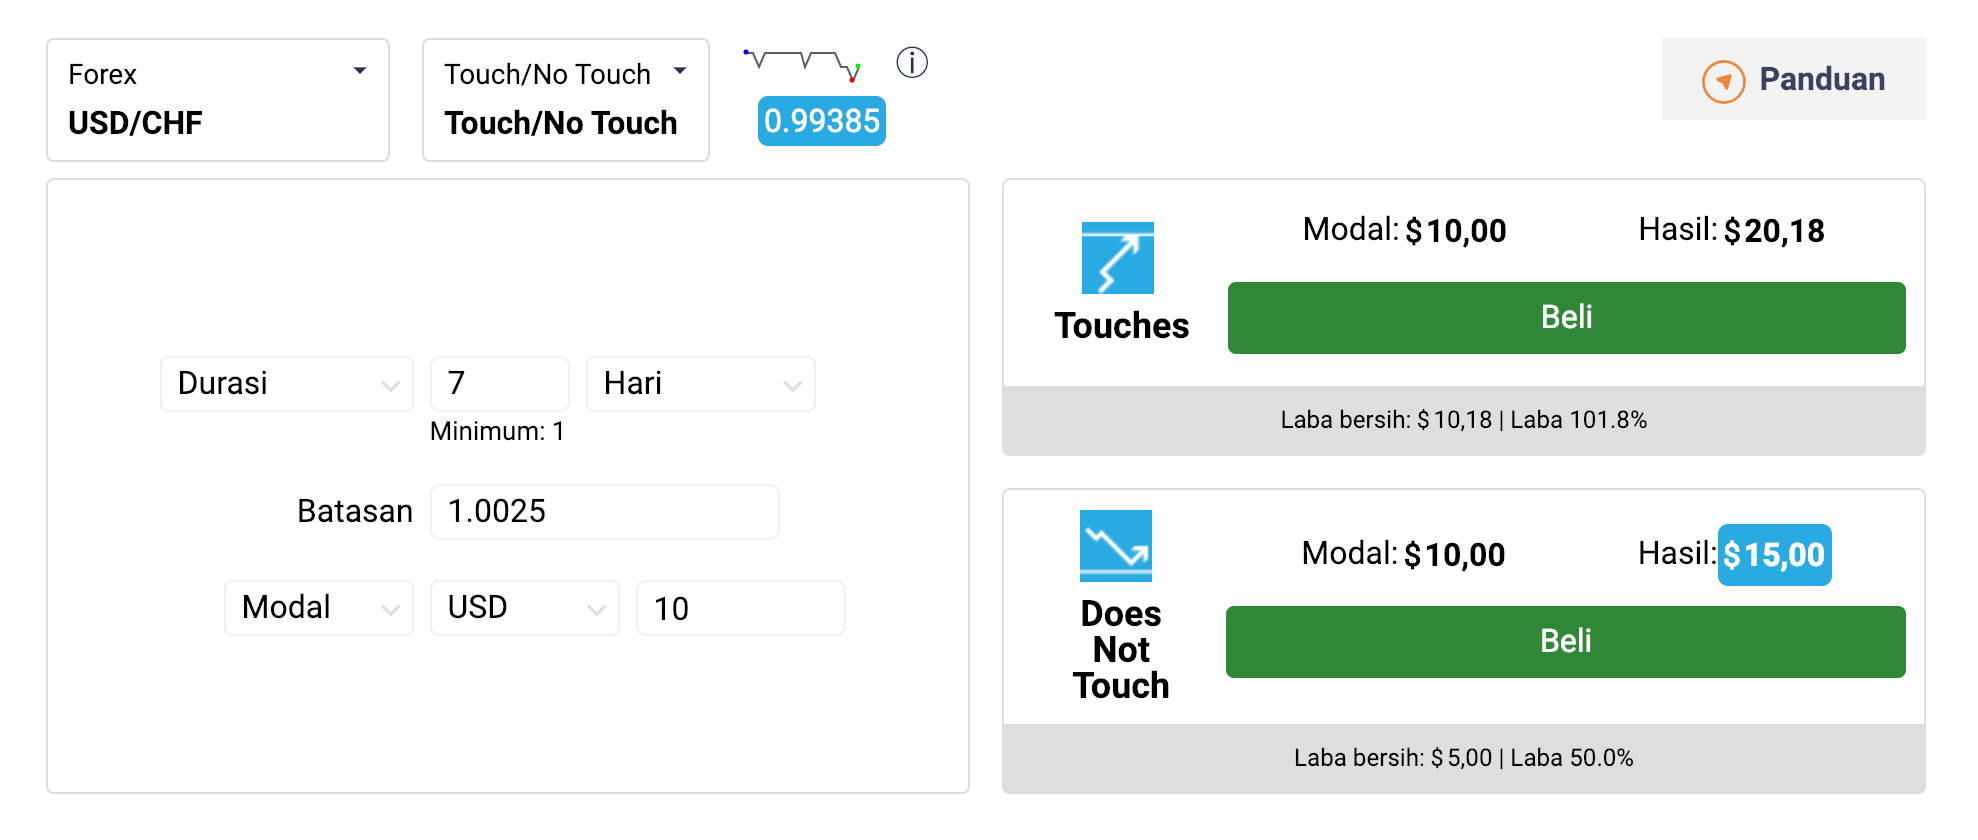 Forex
USD/CHF
Touch/No Touch
Touch/No Touch
0.99385
Panduan
Durasi
7
Hari
Minimum: 1
Batasan
1.0025
Modal
USD
10
Modal: $10,00
Hasil: $20,18
Touches
Beli
Laba bersih: $10,18 | Laba 101.8%
Modal: $10,00
Hasil: $15,00
Does
Not
Touch
Beli
Laba bersih: $5,00 | Laba 50.0%